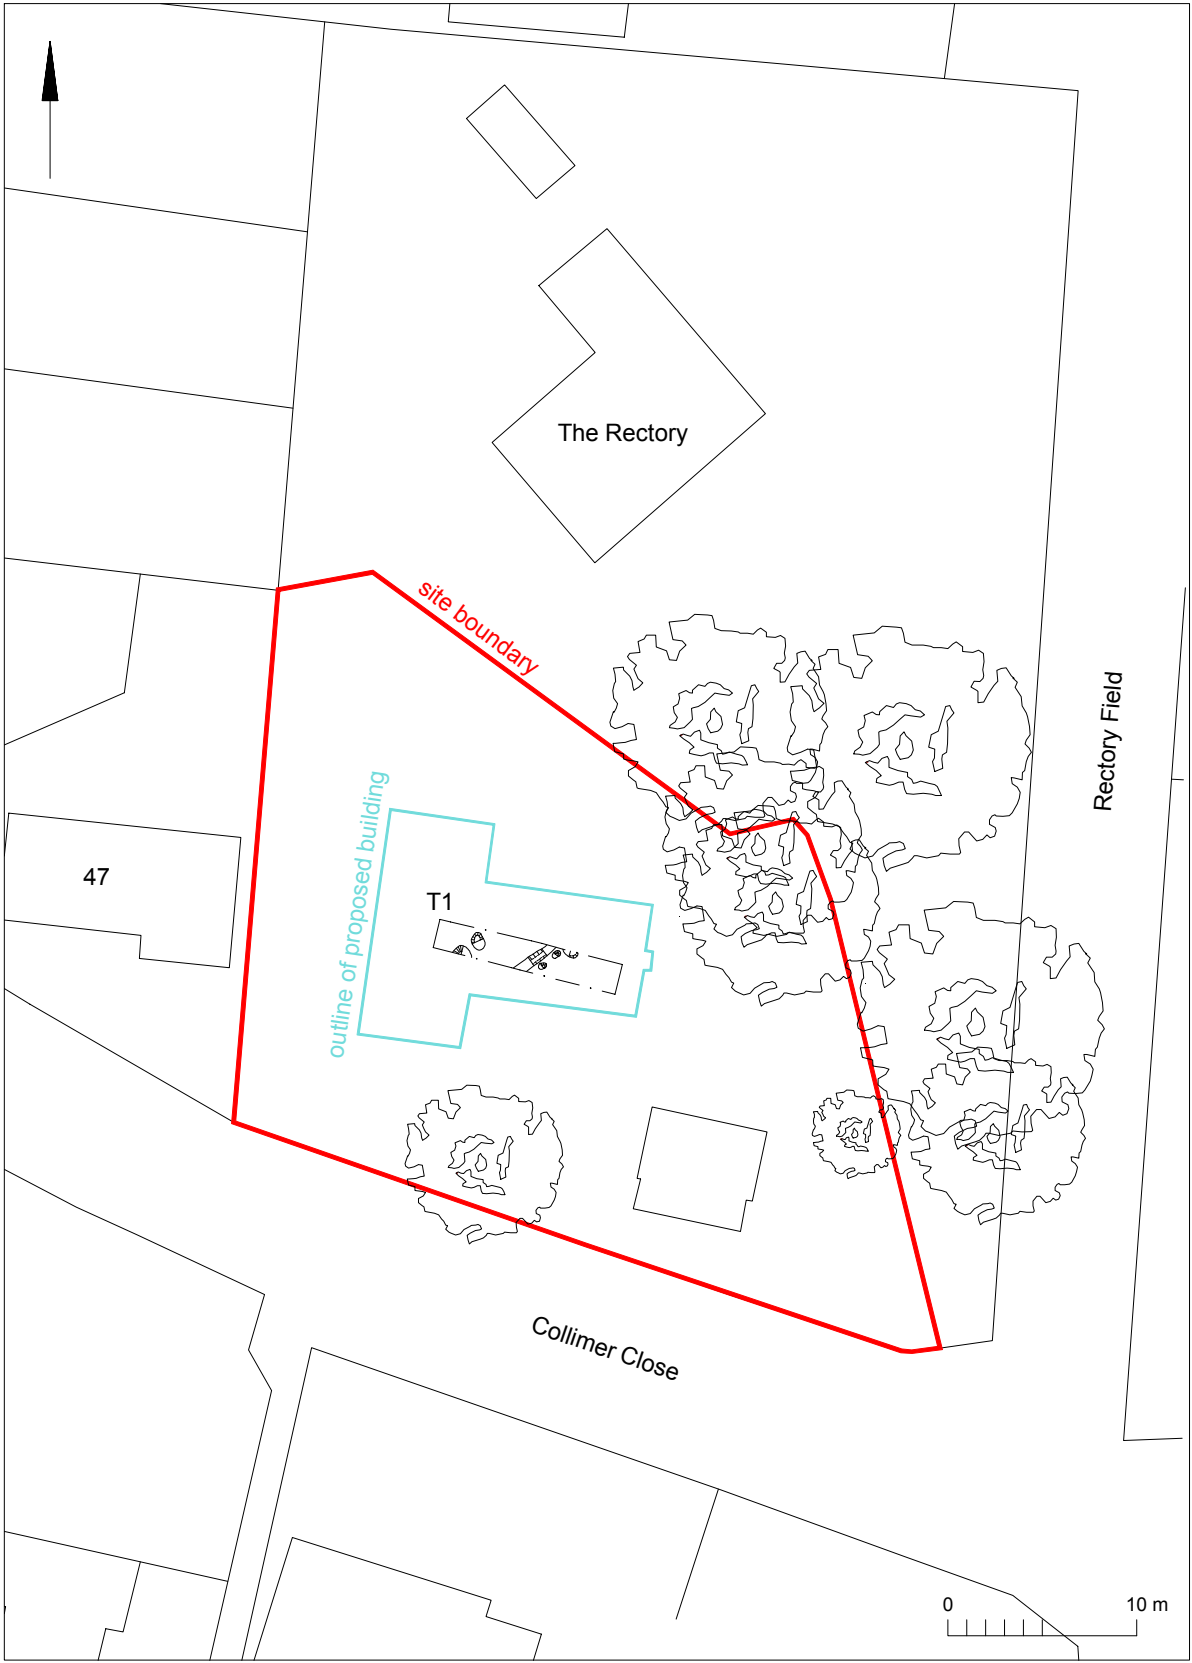 The Rectory
site boundary
Rectory Field
outline of proposed building
47
T1
Collimer Close
0 10 m